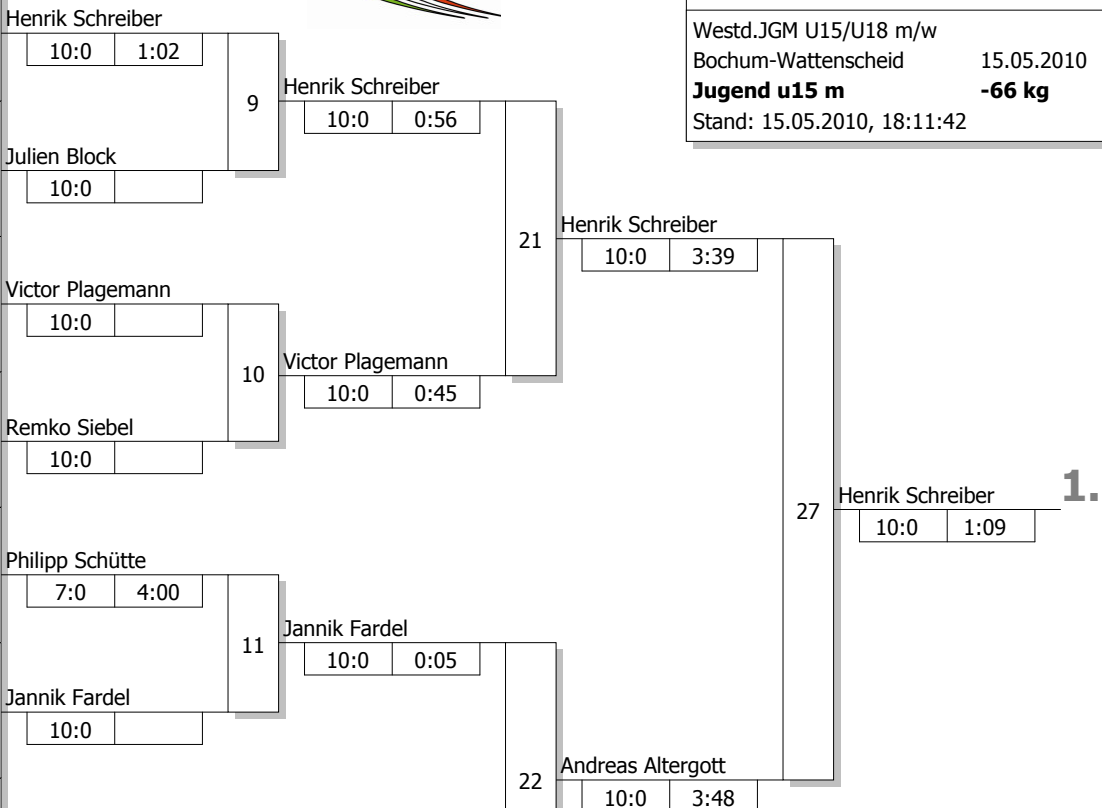 Westd.JGM U15/U18 m/w
Bochum-Wattenscheid 15.05.2010
Jugend u15 m -66 kg
Stand: 15.05.2010, 18:11:42
Henrik Schreiber
10:0 1:02
9
Julien Block
10:0
Henrik Schreiber
10:0 0:56
Victor Plagemann
10:0
10
Remko Siebel
10:0
Victor Plagemann
10:0 0:45
21
Henrik Schreiber
10:0 3:39
Philipp Schütte
7:0 4:00
11
Jannik Fardel
10:0
Jannik Fardel
10:0 0:05
22
Andreas Altergott
10:0 3:48
27
Henrik Schreiber 1.
10:0 1:09